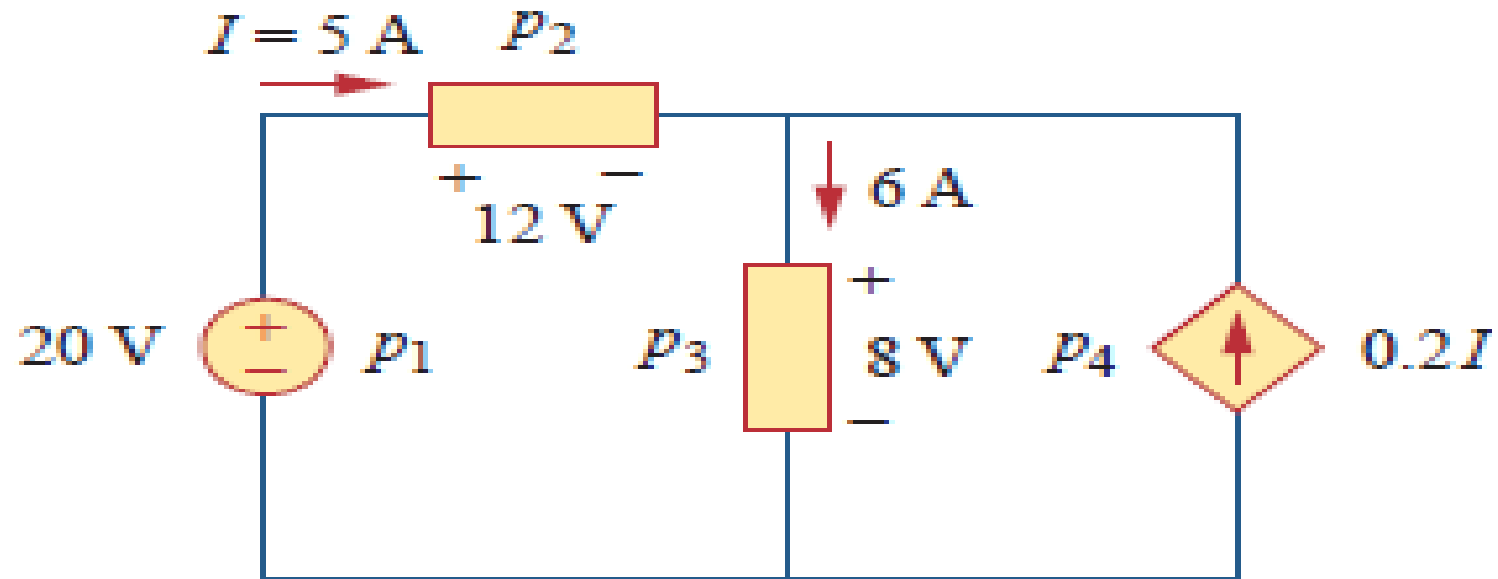 I = 5 A p2
+ −
12 V
6 A
+
20 V + − p1 p3 8 V p4 0.2I
−